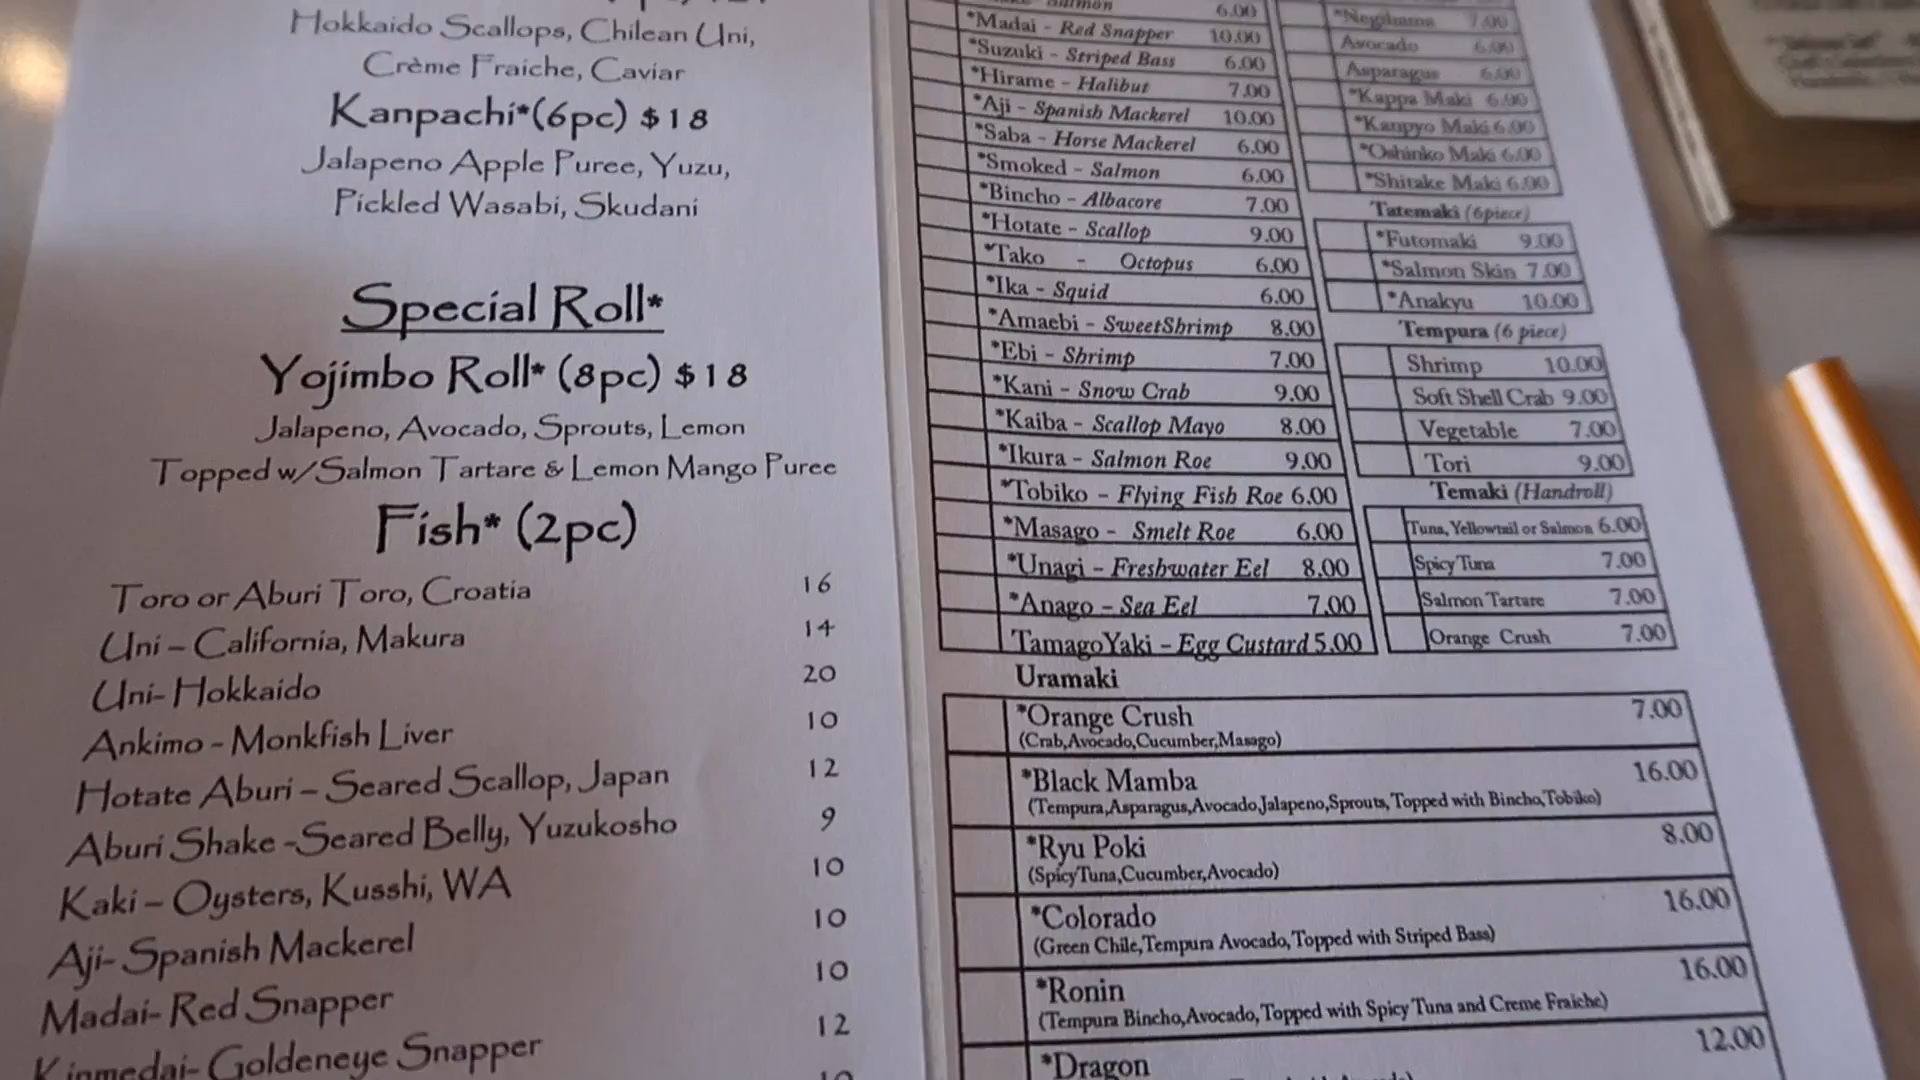 Hokkaido Scallops, Chilean Uni,
Crème Fraiche, Caviar
Kanpachi*(6pc) $18
Jalapeno Apple Puree, Yuzu,
Pickled Wasabi, Skudani
Special Roll*
Yojimbo Roll* (8pc) $18
Jalapeno, Avocado, Sprouts, Lemon
Topped w/Salmon Tartare & Lemon Mango Puree
Fish* (2pc)
Toro or Aburi Toro, Croatia 16
Uni - California, Makura 14
Uni- Hokkaido 20
Ankimo - Monkfish Liver 10
Hotate Aburi - Seared Scallop, Japan 12
Aburi Shake -Seared Belly, Yuzukosho 9
Kaki - Oysters, Kusshi, WA 10
Aji- Spanish Mackerel 10
Madai- Red Snapper 10
Kinmedai- Goldeneye Snapper 12
Salmon 6.00
*Madai - Red Snapper 10.00
*Suzuki - Striped Bass 6.00
*Hirame - Halibut 7.00
*Aji - Spanish Mackerel 10.00
*Saba - Horse Mackerel 6.00
*Smoked - Salmon 6.00
*Bincho - Albacore 7.00
*Hotate - Scallop 9.00
*Tako - Octopus 6.00
*Ika - Squid 6.00
*Amaebi - SweetShrimp 8.00
*Ebi - Shrimp 7.00
*Kani - Snow Crab 9.00
*Kaiba - Scallop Mayo 8.00
*Ikura - Salmon Roe 9.00
*Tobiko - Flying Fish Roe 6.00
*Masago - Smelt Roe 6.00
*Unagi - Freshwater Eel 8.00
*Anago - Sea Eel 7.00
TamagoYaki - Egg Custard 5.00
*Negihama 7.00
Avocado 6.00
Asparagus 6.00
*Kappa Maki 6.00
*Kanpyo Maki 6.00
*Oshinko Maki 6.00
*Shitake Maki 6.00
Tatemaki (6piece)
*Futomaki 9.00
*Salmon Skin 7.00
*Anakyu 10.00
Tempura (6 piece)
Shrimp 10.00
Soft Shell Crab 9.00
Vegetable 7.00
Tori 9.00
Temaki (Handroll)
Tuna, Yellowtail or Salmon 6.00
Spicy Tuna 7.00
Salmon Tartare 7.00
Orange Crush 7.00
Uramaki
*Orange Crush 7.00
(Crab,Avocado,Cucumber,Masago)
*Black Mamba 16.00
(Tempura,Asparagus,Avocado,Jalapeno,Sprouts,Topped with Bincho,Tobiko)
*Ryu Poki 8.00
(SpicyTuna,Cucumber,Avocado)
*Colorado 16.00
(Green Chile,Tempura Avocado,Topped with Striped Bass)
*Ronin 16.00
(Tempura Bincho,Avocado,Topped with Spicy Tuna and Creme Fraiche)
*Dragon 12.00